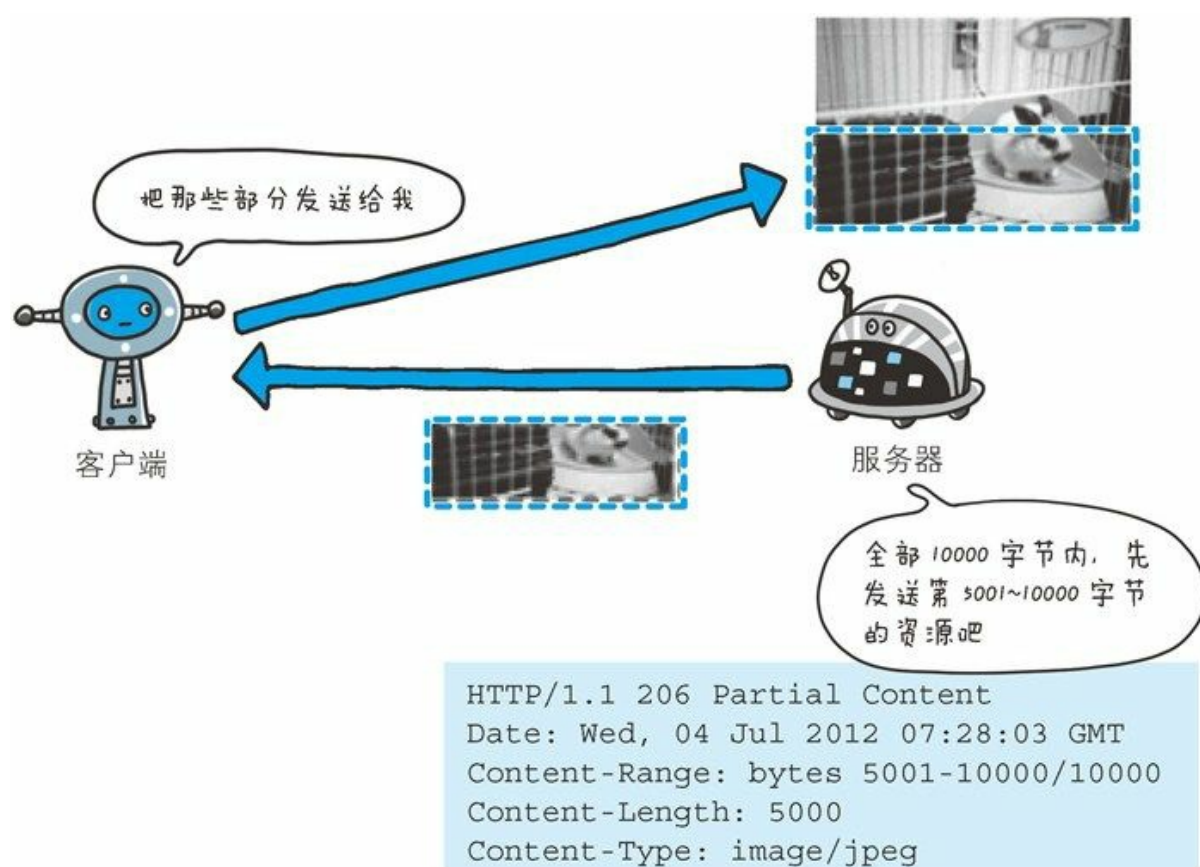 把那些部分发送给我
客户端
服务器
全部 10000 字节内，先
发送第 5001~10000 字节
的资源吧
HTTP/1.1 206 Partial Content
Date: Wed, 04 Jul 2012 07:28:03 GMT
Content-Range: bytes 5001-10000/10000
Content-Length: 5000
Content-Type: image/jpeg